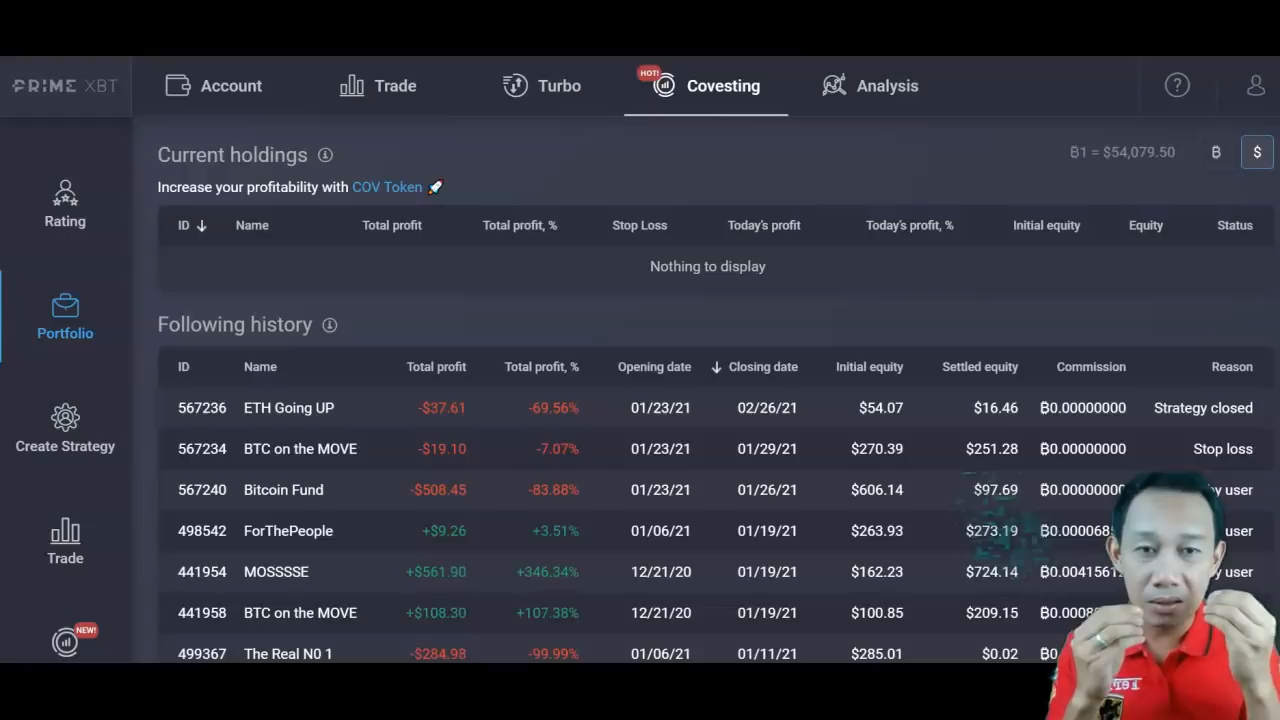 PRIME XBT Account Trade Turbo HOT! Covesting Analysis ?
Current holdings ₿1 = $54,079.50 B $
Increase your profitability with COV Token
Rating
ID Name Total profit Total profit, % Stop Loss Today's profit Today's profit, % Initial equity Equity Status
Nothing to display
Portfolio
Following history
ID Name Total profit Total profit, % Opening date Closing date Initial equity Settled equity Commission Reason
567236 ETH Going UP -$37.61 -69.56% 01/23/21 02/26/21 $54.07 $16.46 ₿0.00000000 Strategy closed
Create Strategy
567234 BTC on the MOVE -$19.10 -7.07% 01/23/21 01/29/21 $270.39 $251.28 ₿0.00000000 Stop loss
567240 Bitcoin Fund -$508.45 -83.88% 01/23/21 01/26/21 $606.14 $97.69 ₿0.00000000 by user
498542 ForThePeople +$9.26 +3.51% 01/06/21 01/19/21 $263.93 $273.19 user
Trade
441954 MOSSSSE +$561.90 +346.34% 12/21/20 01/19/21 $162.23 $724.14 user
441958 BTC on the MOVE +$108.30 +107.38% 12/21/20 01/19/21 $100.85 $209.15
NEW!
499367 The Real N0 1 -$284.98 -99.99% 01/06/21 01/11/21 $285.01 $0.02